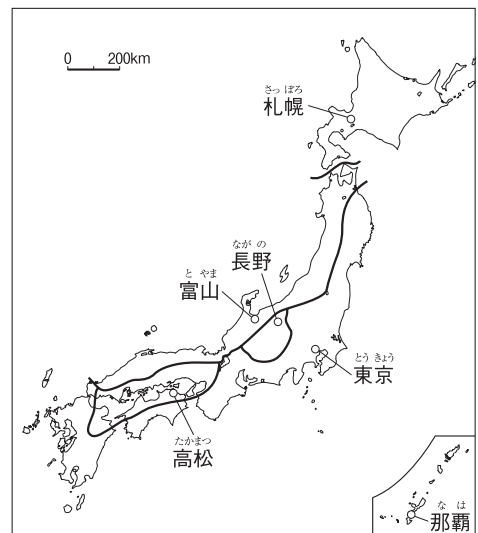 0 200km
さっぽろ
札幌
ながの
長野
とやま
富山
とうきょう
東京
たかまつ
高松
なは
那覇